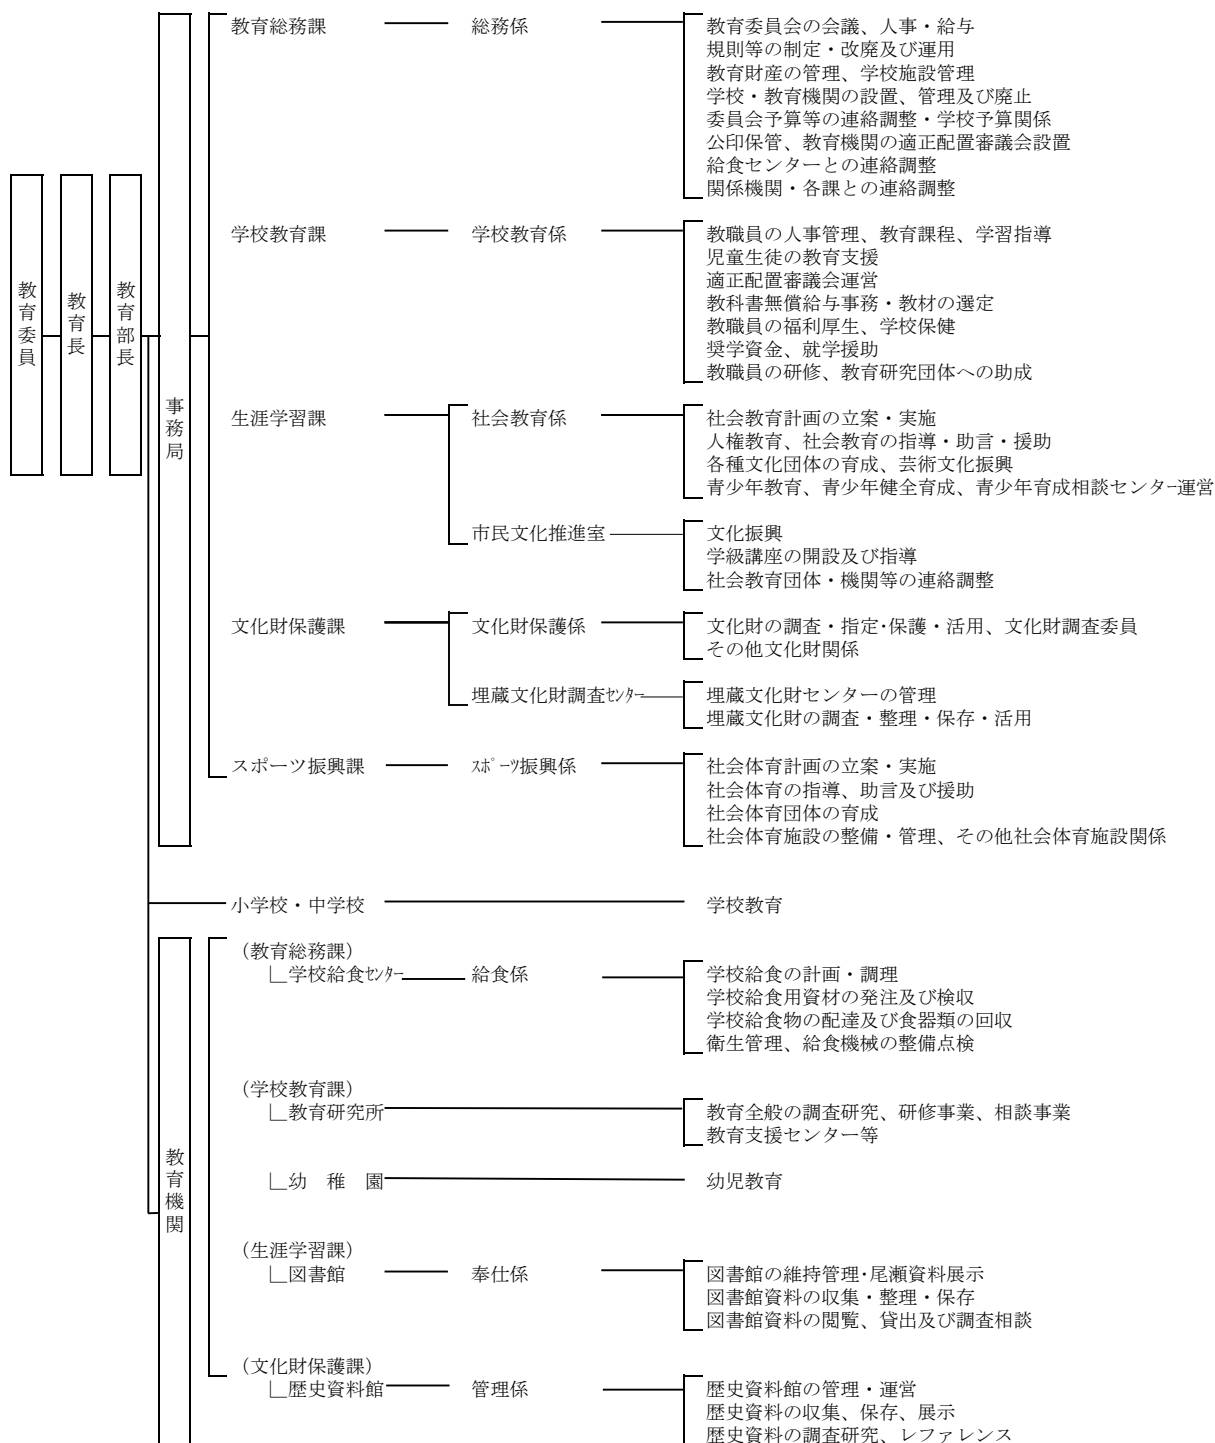 教育委員
教育長
教育部長
事務局
教育総務課
総務係
教育委員会の会議、人事・給与
規則等の制定・改廃及び運用
教育財産の管理、学校施設管理
学校・教育機関の設置、管理及び廃止
委員会予算等の連絡調整・学校予算関係
公印保管、教育機関の適正配置審議会設置
給食センターとの連絡調整
関係機関・各課との連絡調整
学校教育課
学校教育係
教職員の人事管理、教育課程、学習指導
児童生徒の教育支援
適正配置審議会運営
教科書無償給与事務・教材の選定
教職員の福利厚生、学校保健
奨学資金、就学援助
教職員の研修、教育研究団体への助成
生涯学習課
社会教育係
社会教育計画の立案・実施
人権教育、社会教育の指導・助言・援助
各種文化団体の育成、芸術文化振興
青少年教育、青少年健全育成、青少年育成相談センター運営
市民文化推進室
文化振興
学級講座の開設及び指導
社会教育団体・機関等の連絡調整
文化財保護課
文化財保護係
文化財の調査・指定・保護・活用、文化財調査委員
その他文化財関係
埋蔵文化財調査ｾﾝﾀｰ
埋蔵文化財センターの管理
埋蔵文化財の調査・整理・保存・活用
スポーツ振興課
ｽﾎﾟｰﾂ振興係
社会体育計画の立案・実施
社会体育の指導、助言及び援助
社会体育団体の育成
社会体育施設の整備・管理、その他社会体育施設関係
小学校・中学校
学校教育
教育機関
（教育総務課）
学校給食ｾﾝﾀｰ
給食係
学校給食の計画・調理
学校給食用資材の発注及び検収
学校給食物の配達及び食器類の回収
衛生管理、給食機械の整備点検
（学校教育課）
教育研究所
教育全般の調査研究、研修事業、相談事業
教育支援センター等
幼　稚　園
幼児教育
（生涯学習課）
図書館
奉仕係
図書館の維持管理・尾瀬資料展示
図書館資料の収集・整理・保存
図書館資料の閲覧、貸出及び調査相談
（文化財保護課）
歴史資料館
管理係
歴史資料館の管理・運営
歴史資料の収集、保存、展示
歴史資料の調査研究、レファレンス